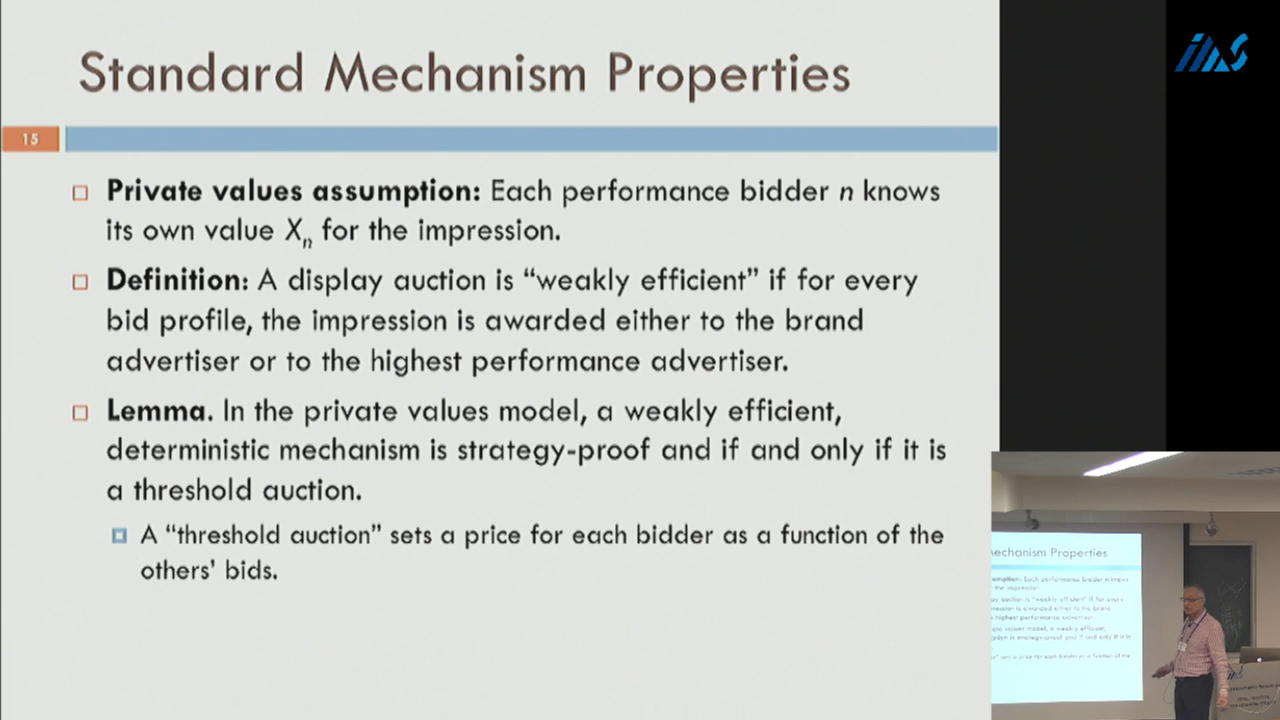 Standard Mechanism Properties
15
Private values assumption: Each performance bidder n knows
its own value Xn for the impression.
Definition: A display auction is “weakly efficient” if for every
bid profile, the impression is awarded either to the brand
advertiser or to the highest performance advertiser.
Lemma. In the private values model, a weakly efficient,
deterministic mechanism is strategy-proof and if and only if it is
a threshold auction.
A “threshold auction” sets a price for each bidder as a function of the
others’ bids.
IMS
echanism Properties